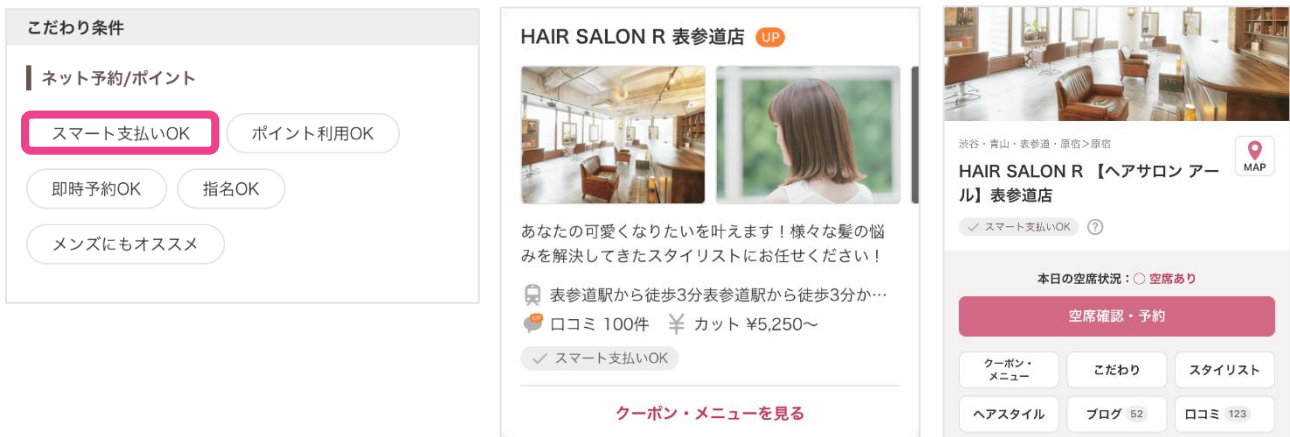 こだわり条件
ネット予約/ポイント
スマート支払いOK
ポイント利用OK
即時予約OK
指名OK
メンズにもオススメ
HAIR SALON R 表参道店 UP
あなたの可愛くなりたいを叶えます！様々な髪の悩
みを解決してきたスタイリストにお任せください！
表参道駅から徒歩3分表参道駅から徒歩3分か…
UP 口コミ 100件 ¥ カット ¥5,250〜
✓ スマート支払いOK
クーポン・メニューを見る
渋谷・青山・表参道・原宿>原宿
HAIR SALON R 【ヘアサロン アー
ル】表参道店
MAP
✓ スマート支払いOK ?
本日の空席状況：〇 空席あり
空席確認・予約
クーポン・
メニュー
こだわり
スタイリスト
ヘアスタイル
ブログ 52
口コミ 123